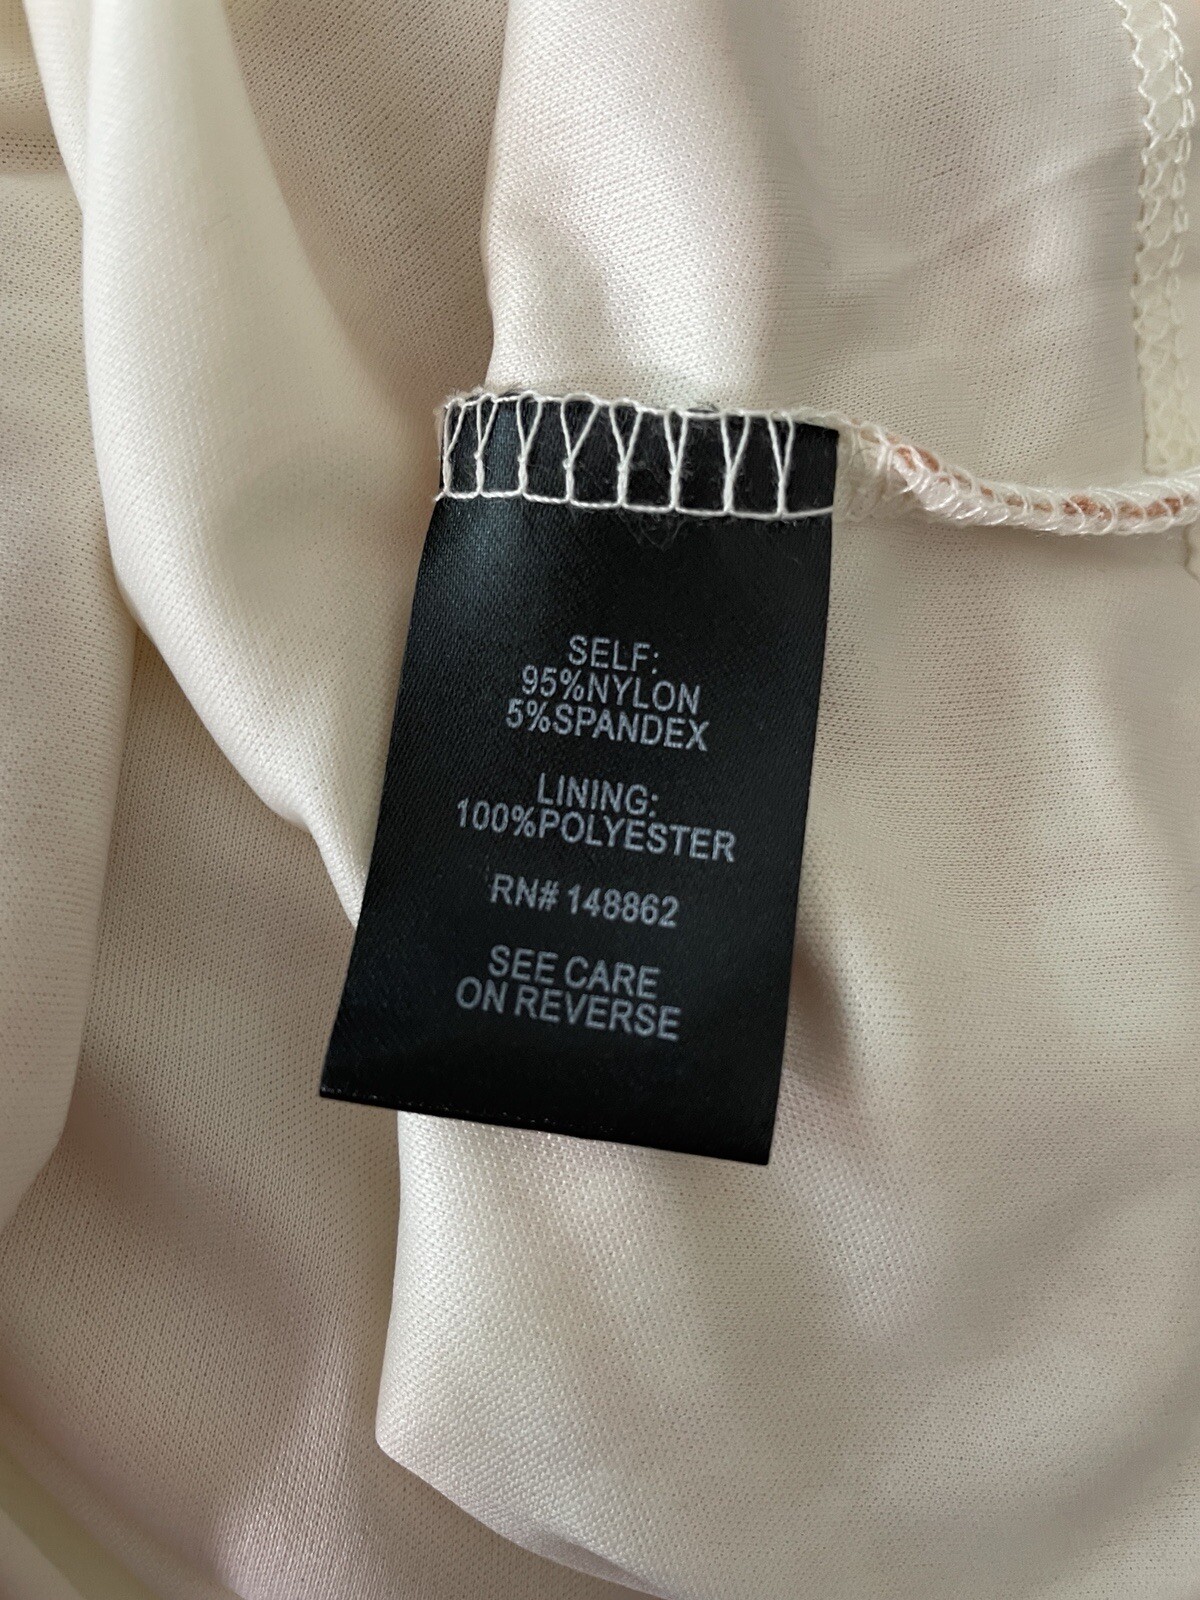 SELF:
95%NYLON
5%SPANDEX
LINING:
100%POLYESTER
RN# 148862
SEE CARE
ON REVERSE